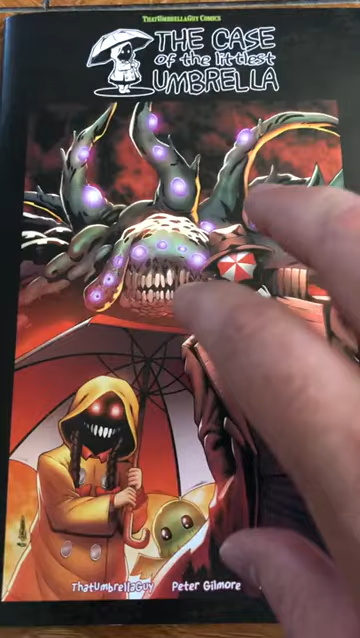 ThatUmbrellaGuy Comics
THE CASE
of the littlest
UMBRELLA
ThatUmbrellaGuy Peter Gilmore